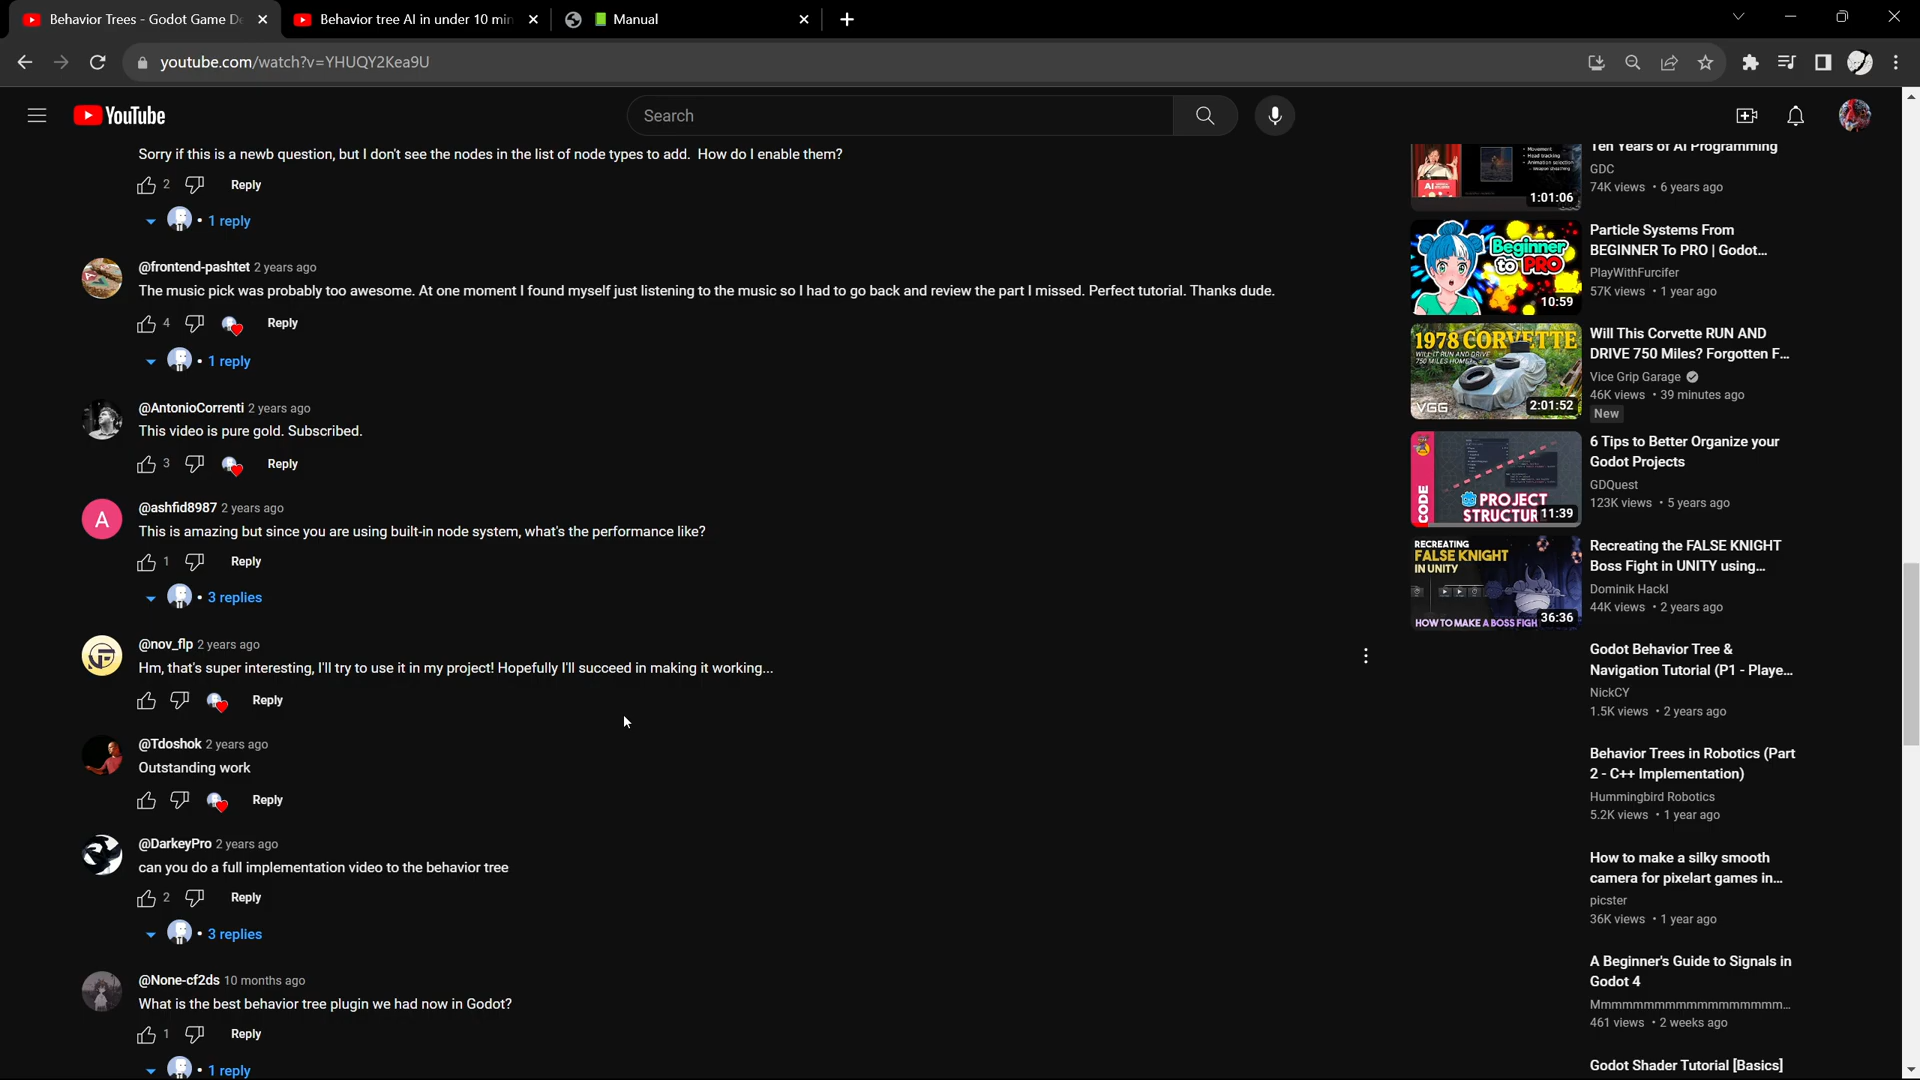 Behavior Trees - Godot Game De
Behavior tree AI in under 10 min
Manual
youtube.com/watch?v=YHUQY2Kea9U
YouTube
Search
Sorry if this is a newb question, but I don't see the nodes in the list of node types to add. How do I enable them?
2 Reply
1 reply
@frontend-pashtet 2 years ago
The music pick was probably too awesome. At one moment I found myself just listening to the music so I had to go back and review the part I missed. Perfect tutorial. Thanks dude.
4 Reply
1 reply
@AntonioCorrenti 2 years ago
This video is pure gold. Subscribed.
3 Reply
A
@ashfid8987 2 years ago
This is amazing but since you are using built-in node system, what's the performance like?
1 Reply
3 replies
@nov_flp 2 years ago
Hm, that's super interesting, I'll try to use it in my project! Hopefully I'll succeed in making it working...
Reply
@Tdoshok 2 years ago
Outstanding work
Reply
@DarkeyPro 2 years ago
can you do a full implementation video to the behavior tree
2 Reply
3 replies
@None-cf2ds 10 months ago
What is the best behavior tree plugin we had now in Godot?
1 Reply
1 reply
AI
1:01:06
Ten Years of AI Programming
GDC
74K views • 6 years ago
Beginner
to PRO
10:59
Particle Systems From
BEGINNER To PRO | Godot...
PlayWithFurcifer
57K views • 1 year ago
1978 CORVETTE
WILL IT RUN AND DRIVE
750 MILES HOME?
VGG
2:01:52
Will This Corvette RUN AND
DRIVE 750 Miles? Forgotten F...
Vice Grip Garage
46K views • 39 minutes ago
New
CODE
PROJECT
STRUCTUR
11:39
6 Tips to Better Organize your
Godot Projects
GDQuest
123K views • 5 years ago
RECREATING
FALSE KNIGHT
IN UNITY
HOW TO MAKE A BOSS FIGH
36:36
Recreating the FALSE KNIGHT
Boss Fight in UNITY using...
Dominik Hackl
44K views • 2 years ago
Godot Behavior Tree &
Navigation Tutorial (P1 - Playe...
NickCY
1.5K views • 2 years ago
Behavior Trees in Robotics (Part
2 - C++ Implementation)
Hummingbird Robotics
5.2K views • 1 year ago
How to make a silky smooth
camera for pixelart games in...
picster
36K views • 1 year ago
A Beginner's Guide to Signals in
Godot 4
Mmmmmmmmmmmmmmmmm...
461 views • 2 weeks ago
Godot Shader Tutorial [Basics]